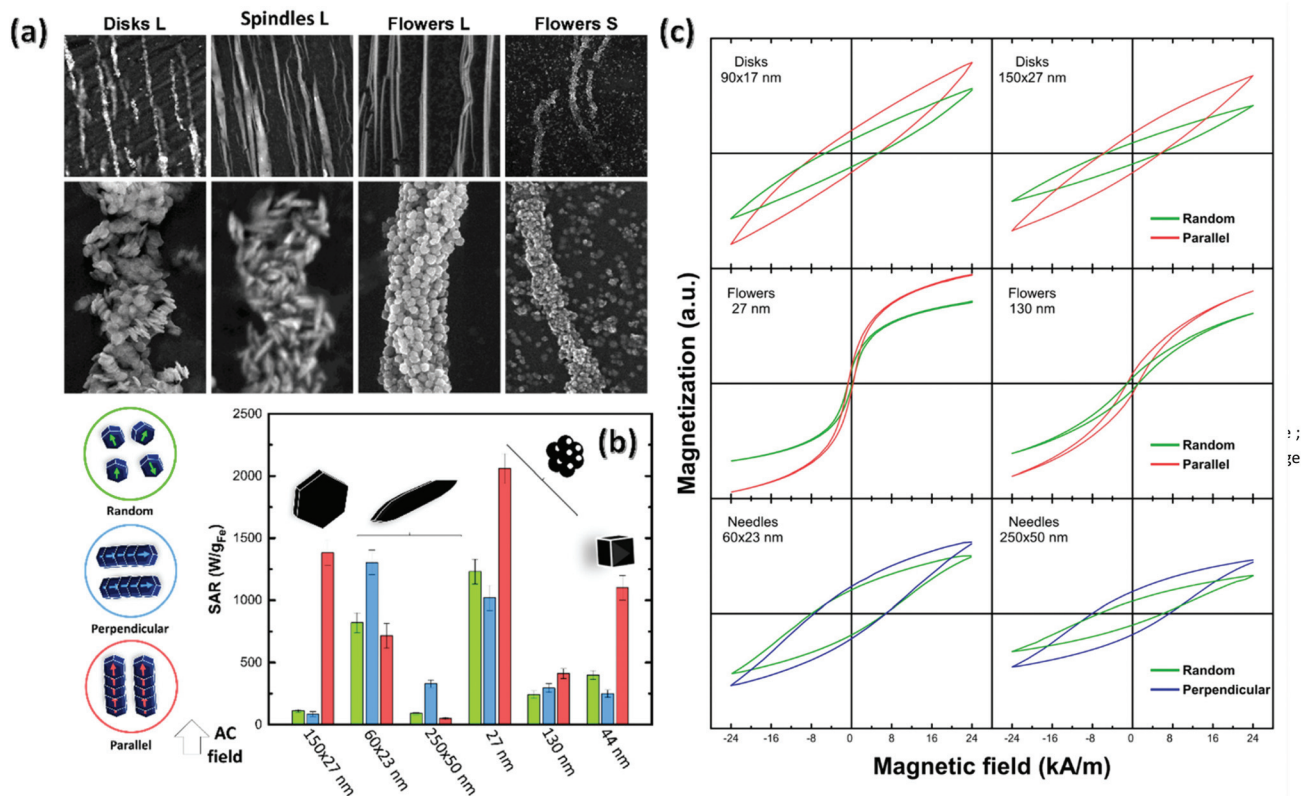 (a)
Disks L
Spindles L
Flowers L
Flowers S
Random
Perpendicular
Parallel
AC
field
(b)
SAR (W/gFe)
2500
2000
1500
1000
500
0
150x27 nm
60x23 nm
250x50 nm
27 nm
130 nm
44 nm
(c)
Magnetization (a.u.)
Disks
90x17 nm
Disks
150x27 nm
Random
Parallel
Flowers
27 nm
Flowers
130 nm
Random
Parallel
Needles
60x23 nm
Needles
250x50 nm
Random
Perpendicular
-24 -16 -8 0 8 16 24 -16 -8 0 8 16 24
Magnetic field (kA/m)
e ;
ge